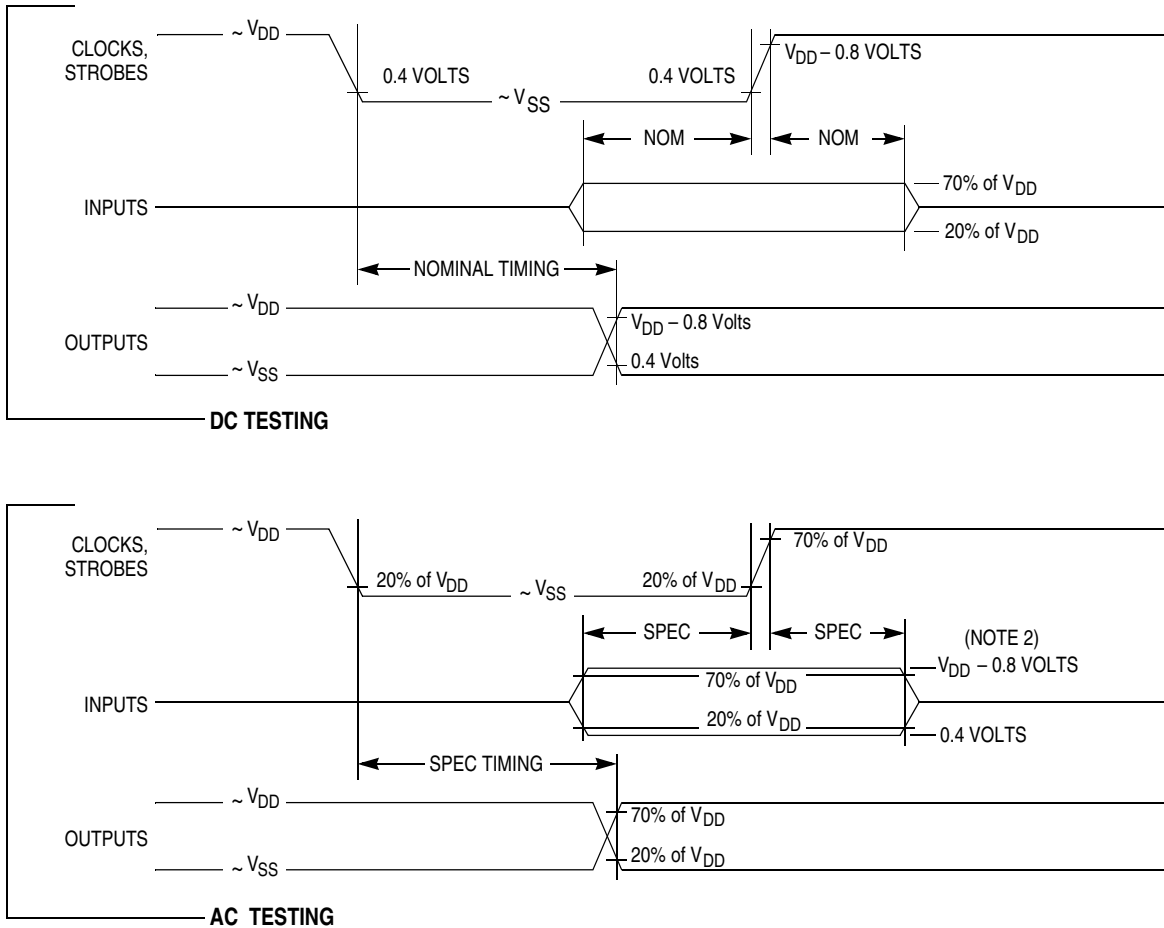 ~ VDD
CLOCKS,
STROBES
0.4 VOLTS
~ VSS
0.4 VOLTS
VDD – 0.8 VOLTS
NOM
NOM
INPUTS
70% of VDD
20% of VDD
NOMINAL TIMING
~ VDD
OUTPUTS
VDD – 0.8 Volts
0.4 Volts
~ VSS
DC TESTING
~ VDD
CLOCKS,
STROBES
20% of VDD
~ VSS
20% of VDD
70% of VDD
SPEC
SPEC
(NOTE 2)
VDD – 0.8 VOLTS
70% of VDD
INPUTS
20% of VDD
0.4 VOLTS
SPEC TIMING
~ VDD
OUTPUTS
70% of VDD
20% of VDD
~ VSS
AC TESTING